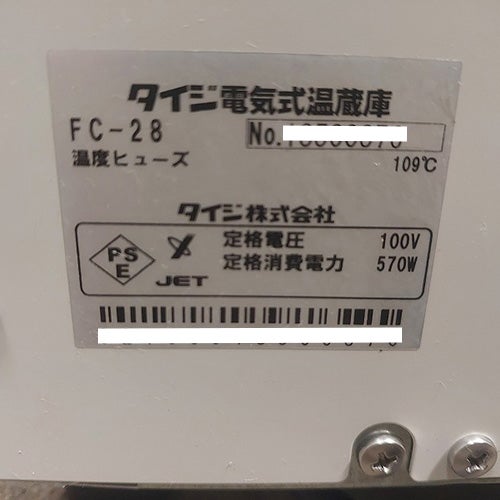 タイジ電気式温蔵庫
FC-28
No.
温度ヒューズ 109℃
タイジ株式会社
PS
E
JET
定格電圧 100V
定格消費電力 570W